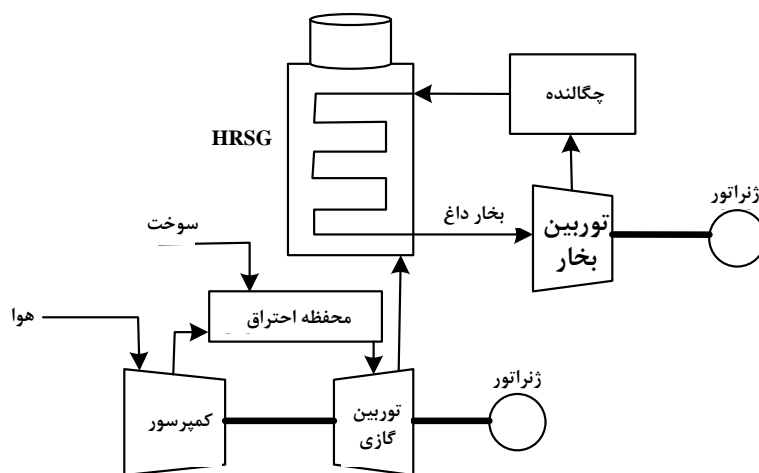 چگالنده
HRSG
ژنراتور
بخار داغ
توربین
بخار
سوخت
محفظه احتراق
هوا
ژنراتور
کمپرسور
توربین
گازی